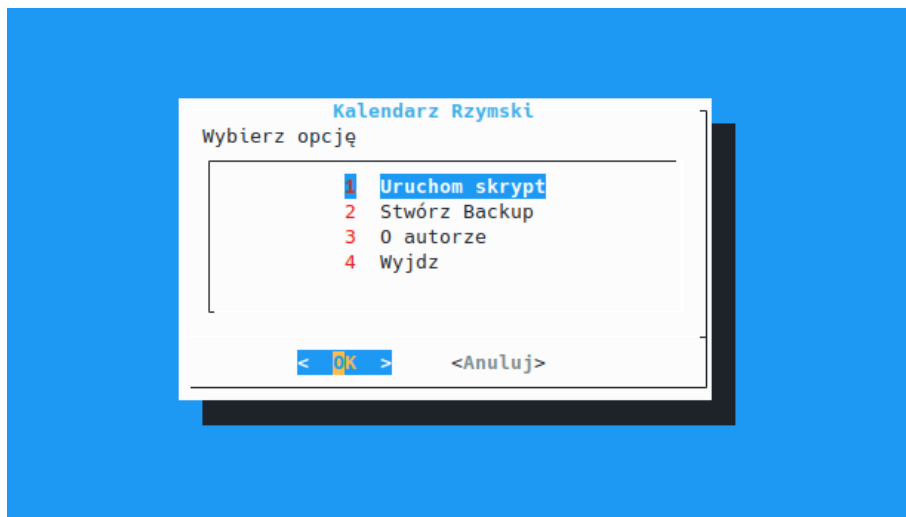 Kalendarz Rzymski
Wybierz opcję
1 Uruchom skrypt
2 Stwórz Backup
3 O autorze
4 Wyjdz
< OK > <Anuluj>